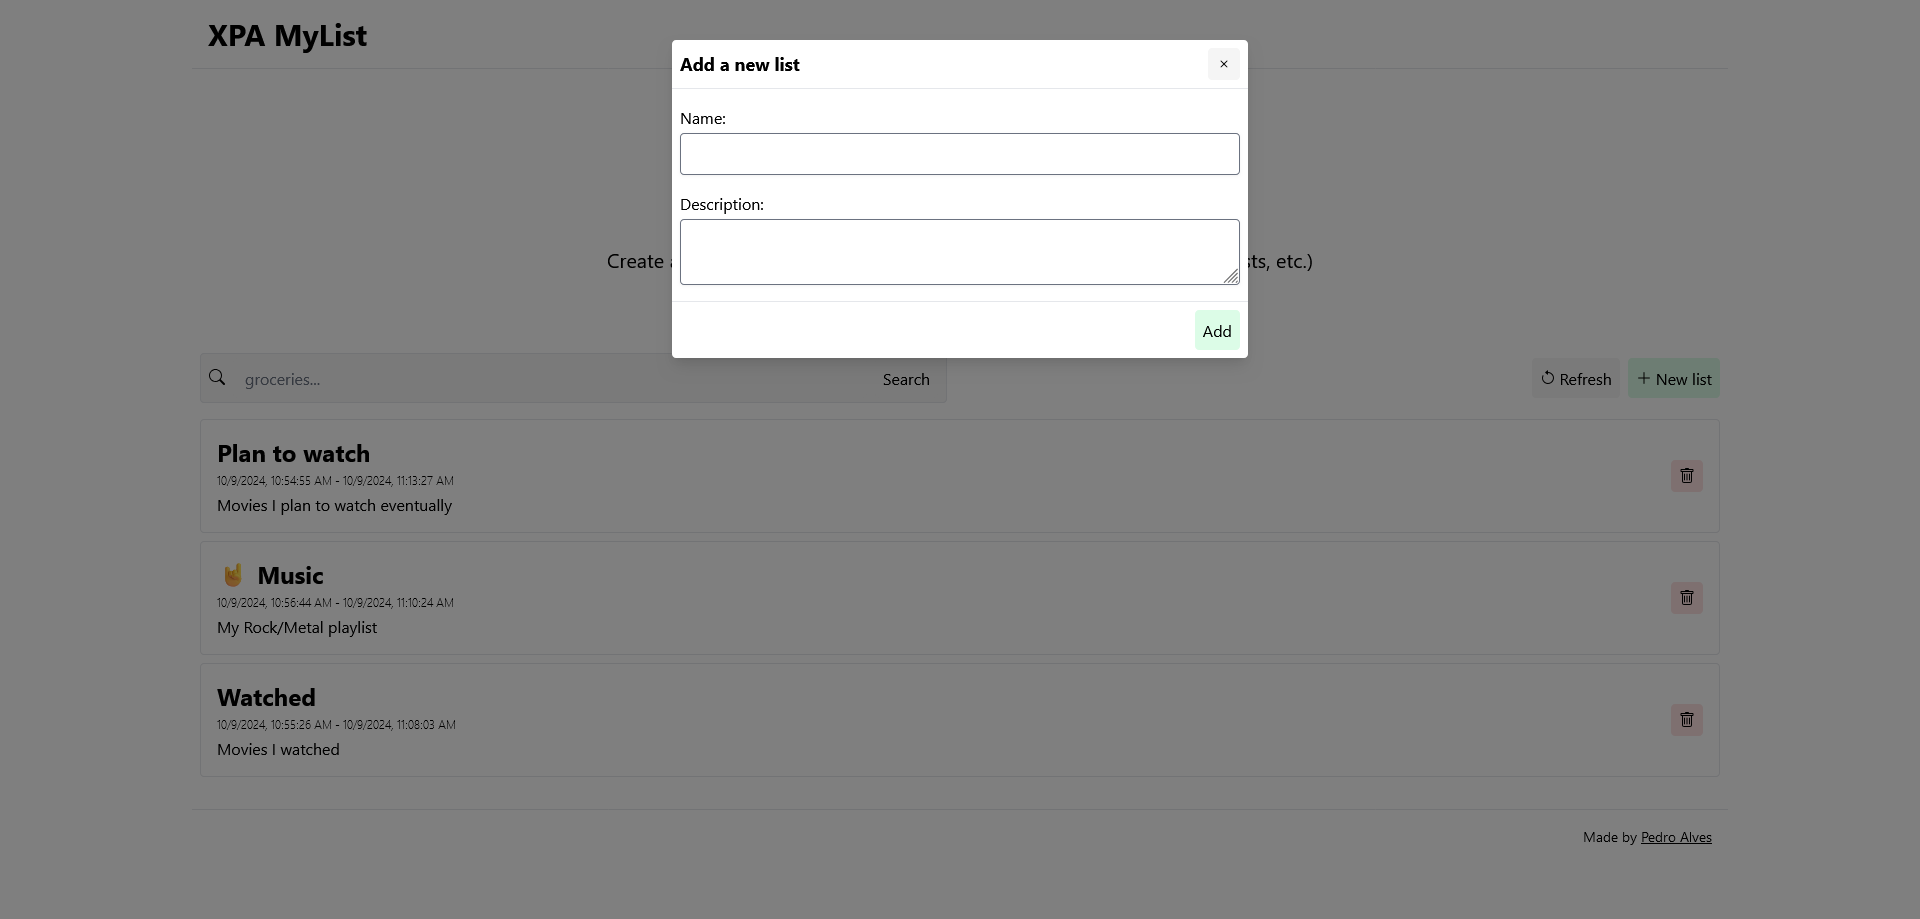 XPA MyList
Add a new list
×
Name:
Description:
Create
sts, etc.)
Add
groceries...
Search
Refresh
+ New list
Plan to watch
10/9/2024, 10:54:55 AM - 10/9/2024, 11:13:27 AM
Movies I plan to watch eventually
🤘 Music
10/9/2024, 10:56:44 AM - 10/9/2024, 11:10:24 AM
My Rock/Metal playlist
Watched
10/9/2024, 10:55:26 AM - 10/9/2024, 11:08:03 AM
Movies I watched
Made by Pedro Alves